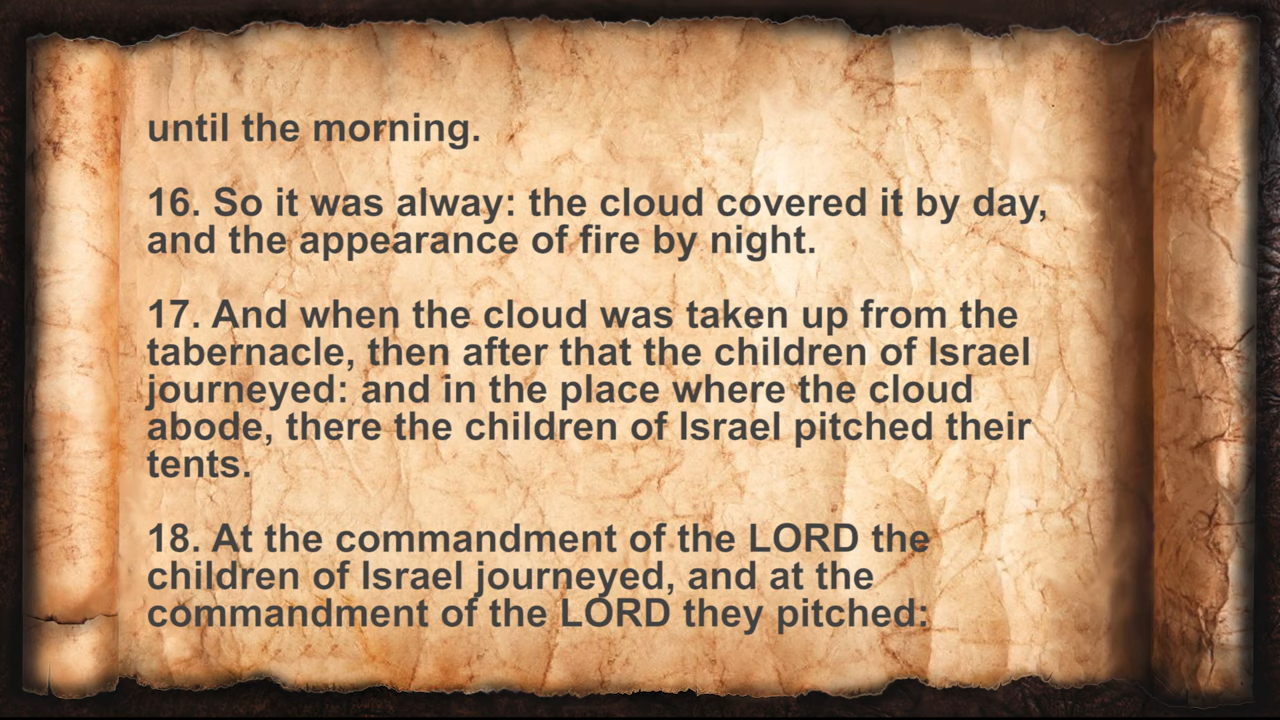 until the morning.
16. So it was alway: the cloud covered it by day,
and the appearance of fire by night.
17. And when the cloud was taken up from the
tabernacle, then after that the children of Israel
journeyed: and in the place where the cloud
abode, there the children of Israel pitched their
tents.
18. At the commandment of the LORD the
children of Israel journeyed, and at the
commandment of the LORD they pitched: